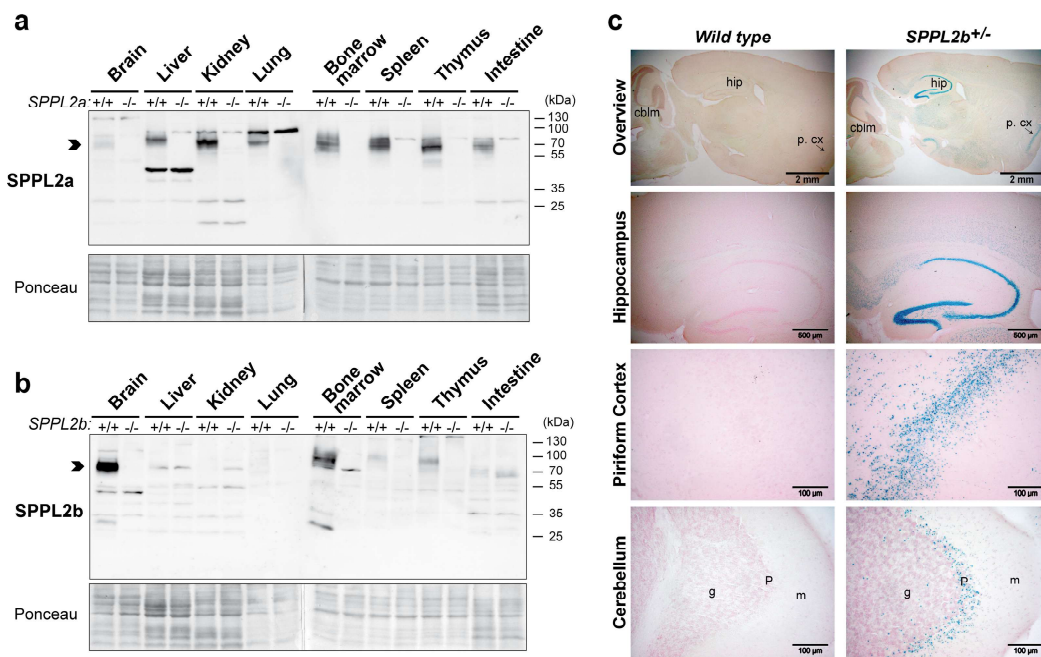 a
Brain Liver Kidney Lung Bone marrow Spleen Thymus Intestine
SPPL2a: +/+ -/- +/+ -/- +/+ -/- +/+ -/- +/+ -/- +/+ -/- +/+ -/- +/+ -/- (kDa)
130
100
70
55
SPPL2a
35
25
Ponceau
b
Brain Liver Kidney Lung Bone marrow Spleen Thymus Intestine
SPPL2b: +/+ -/- +/+ -/- +/+ -/- +/+ -/- +/+ -/- +/+ -/- +/+ -/- +/+ -/- (kDa)
130
100
70
55
SPPL2b
36
25
Ponceau
c
Wild type SPPL2b+/-
Overview
cblm
hip
p. cx
2 mm
cblm
hip
p. cx
2 mm
Hippocampus
500 µm
500 µm
Piriform Cortex
100 µm
100 µm
Cerebellum
g P m
100 µm
g P m
100 µm